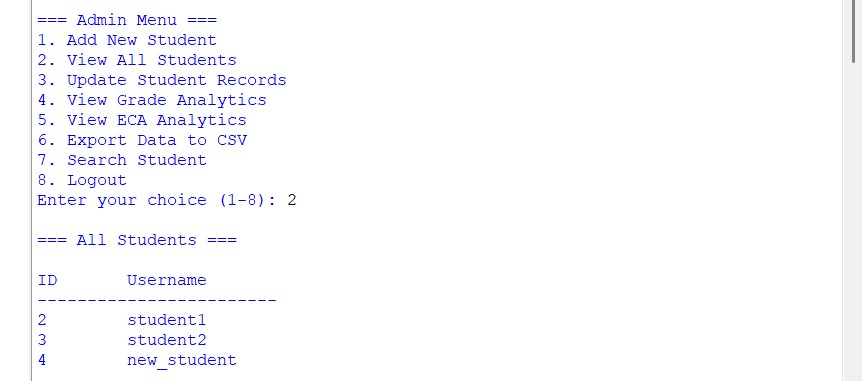 === Admin Menu ===
1. Add New Student
2. View All Students
3. Update Student Records
4. View Grade Analytics
5. View ECA Analytics
6. Export Data to CSV
7. Search Student
8. Logout
Enter your choice (1-8): 2
=== All Students ===
ID        Username
------------------------
2         student1
3         student2
4         new_student